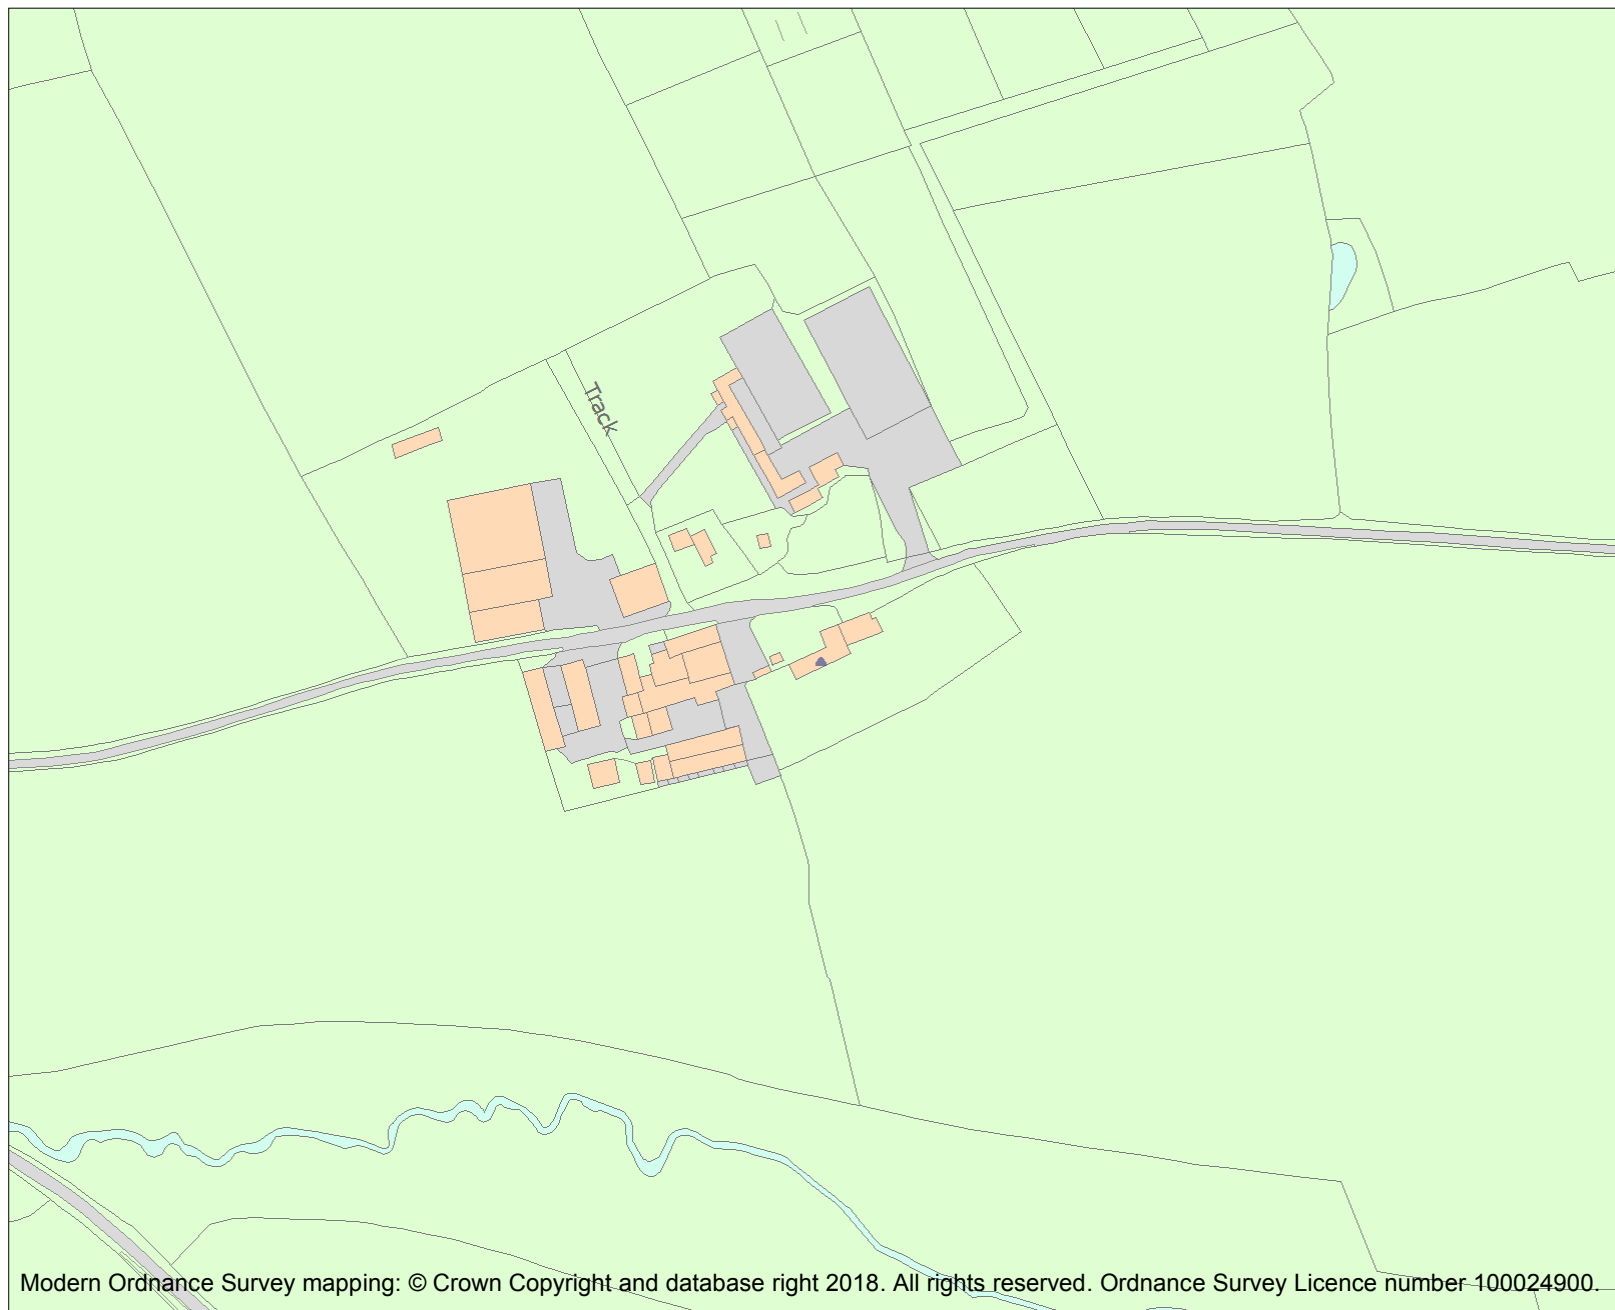 Track
Modern Ordnance Survey mapping: © Crown Copyright and database right 2018. All rights reserved. Ordnance Survey Licence number 100024900.